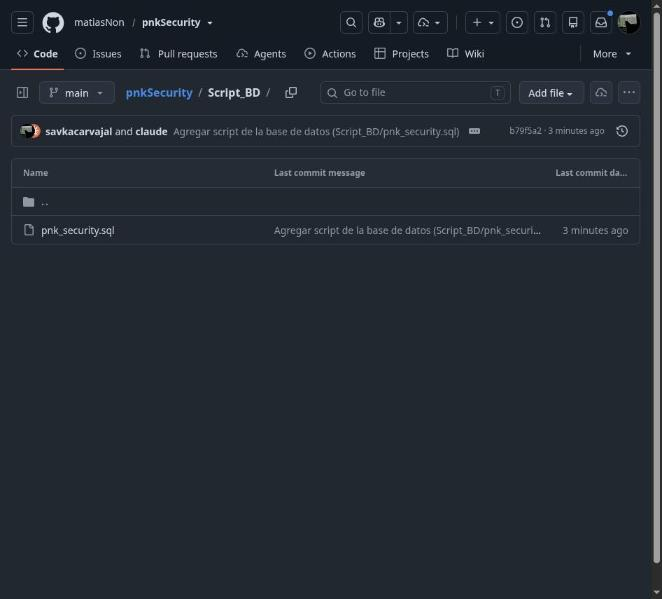 matiasNon / pnkSecurity
Code Issues Pull requests Agents Actions Projects Wiki More
main pnkSecurity / Script_BD / Go to file T Add file
savkacarvajal and claude Agregar script de la base de datos (Script_BD/pnk_security.sql) b79f5a2 · 3 minutes ago
Name Last commit message Last commit da...
..
pnk_security.sql Agregar script de la base de datos (Script_BD/pnk_securi... 3 minutes ago